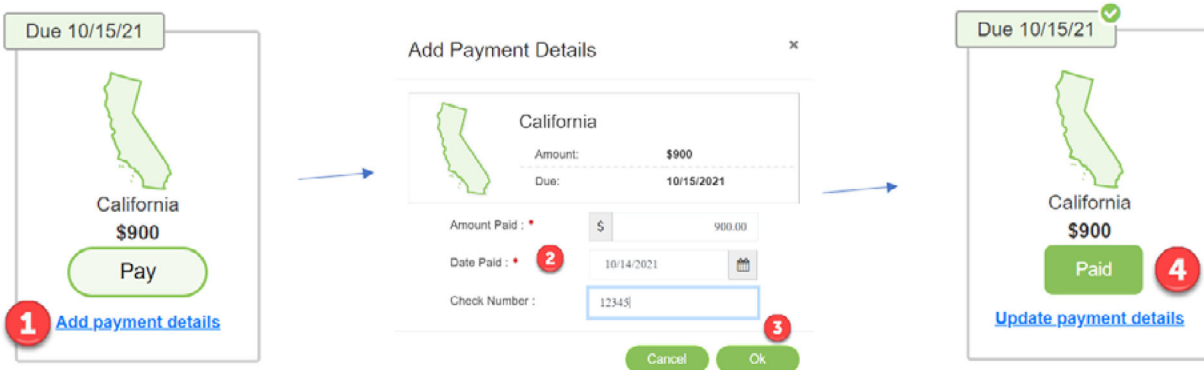 Due 10/15/21
California
$900
Pay
1 Add payment details
Add Payment Details ×
California
Amount: $900
Due: 10/15/2021
Amount Paid : * $ 900.00
Date Paid : * 2 10/14/2021
Check Number : 12345
3
Cancel Ok
Due 10/15/21
California
$900
Paid 4
Update payment details